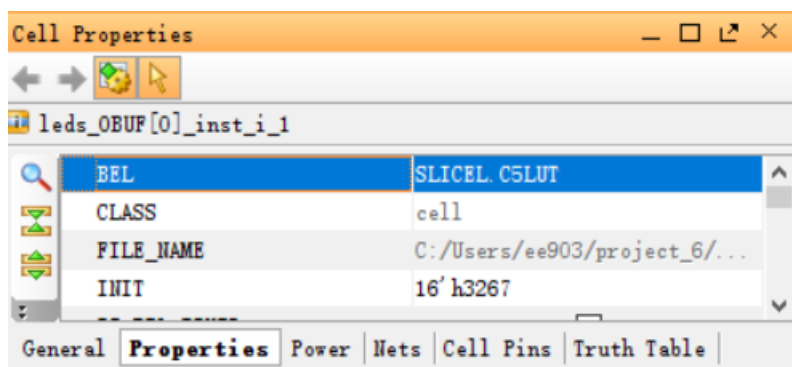 Cell Properties
leds_OBUF[0]_inst_i_1
BEL SLICEL.C5LUT
CLASS cell
FILE_NAME C:/Users/ee903/project_6/...
INIT 16'h3267
General Properties Power Nets Cell Pins Truth Table